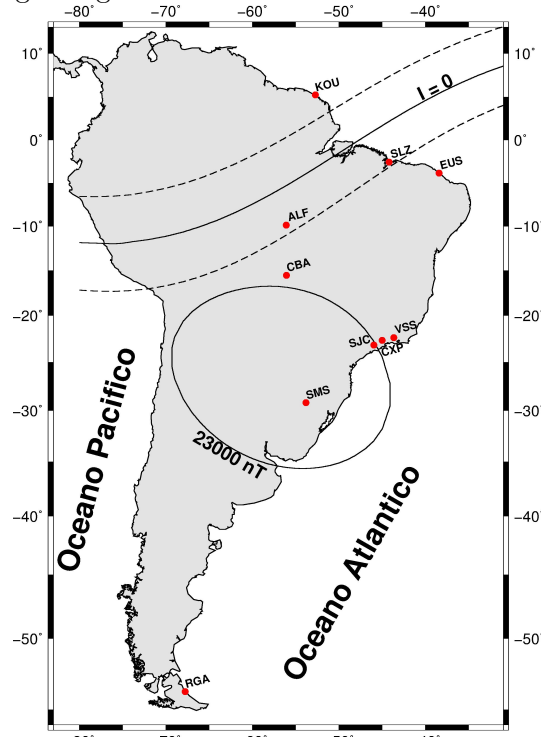 −80˚ −70˚ −60˚ −50˚ −40˚
10˚ 10˚
KOU
I = 0
0˚ 0˚
SLZ
EUS
−10˚ −10˚
ALF
CBA
−20˚ −20˚
VSS
SJC
CXP
−30˚ −30˚
SMS
23000 nT
Oceano Pacifico
Oceano Atlantico
−40˚ −40˚
−50˚ −50˚
RGA